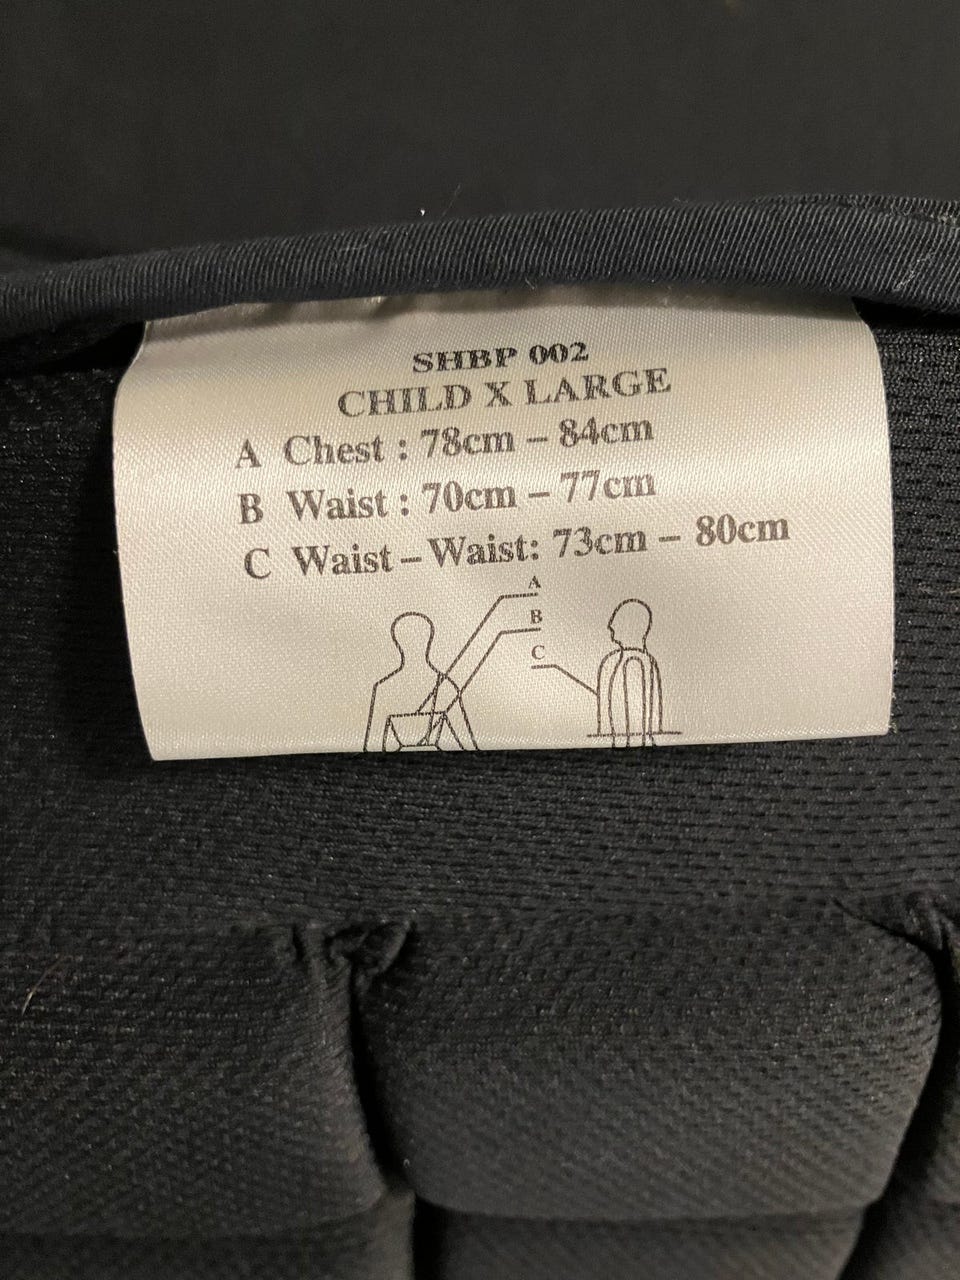 SHBP 002
CHILD X LARGE
A Chest : 78cm – 84cm
B Waist : 70cm – 77cm
C Waist – Waist: 73cm – 80cm
A
B
C